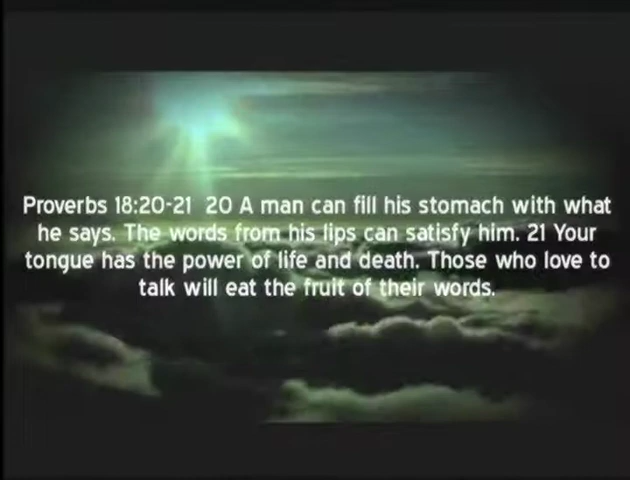 Proverbs 18:20-21  20 A man can fill his stomach with what
he says. The words from his lips can satisfy him. 21 Your
tongue has the power of life and death. Those who love to
talk will eat the fruit of their words.